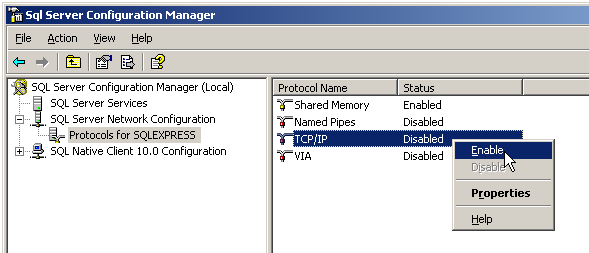 Sql Server Configuration Manager
File Action View Help
SQL Server Configuration Manager (Local)
SQL Server Services
SQL Server Network Configuration
Protocols for SQLEXPRESS
SQL Native Client 10.0 Configuration
Protocol Name Status
Shared Memory Enabled
Named Pipes Disabled
TCP/IP Disabled
VIA Disabled
Enable
Disable
Properties
Help